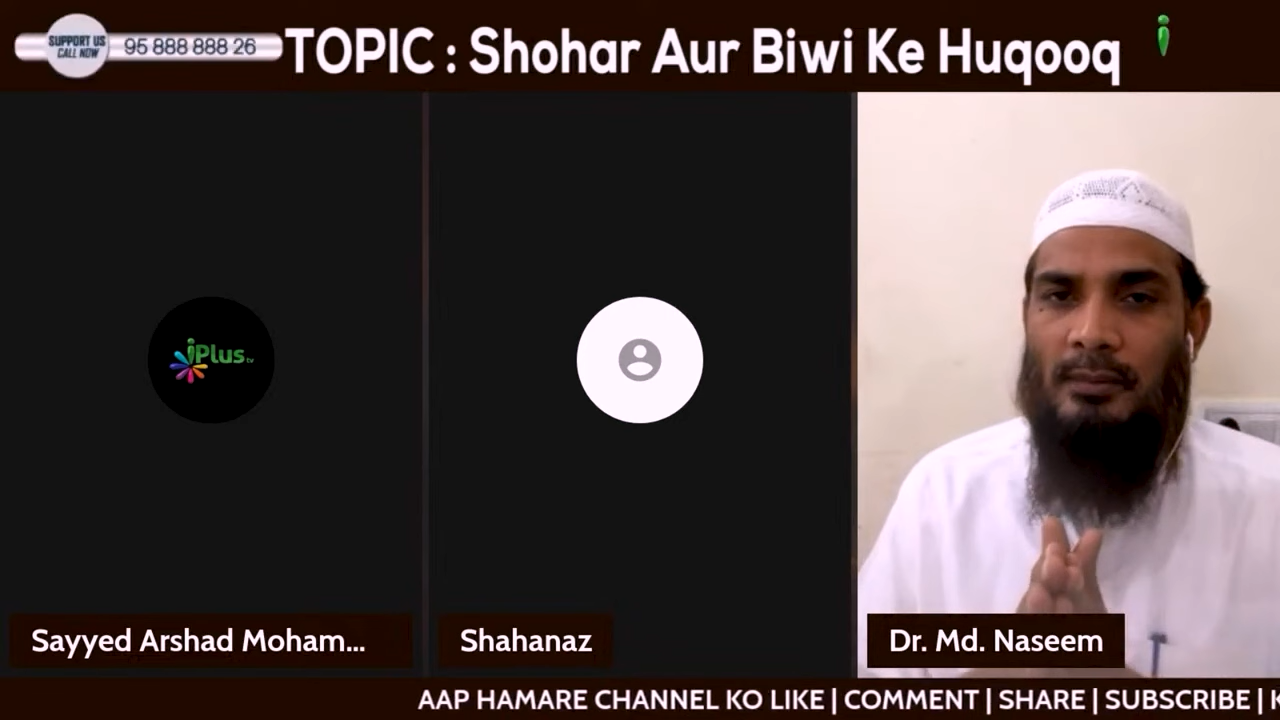 SUPPORT US
CALL NOW
95 888 888 26
TOPIC : Shohar Aur Biwi Ke Huqooq
iPlus tv
Sayyed Arshad Moham...
Shahanaz
Dr. Md. Naseem
AAP HAMARE CHANNEL KO LIKE | COMMENT | SHARE | SUBSCRIBE | K